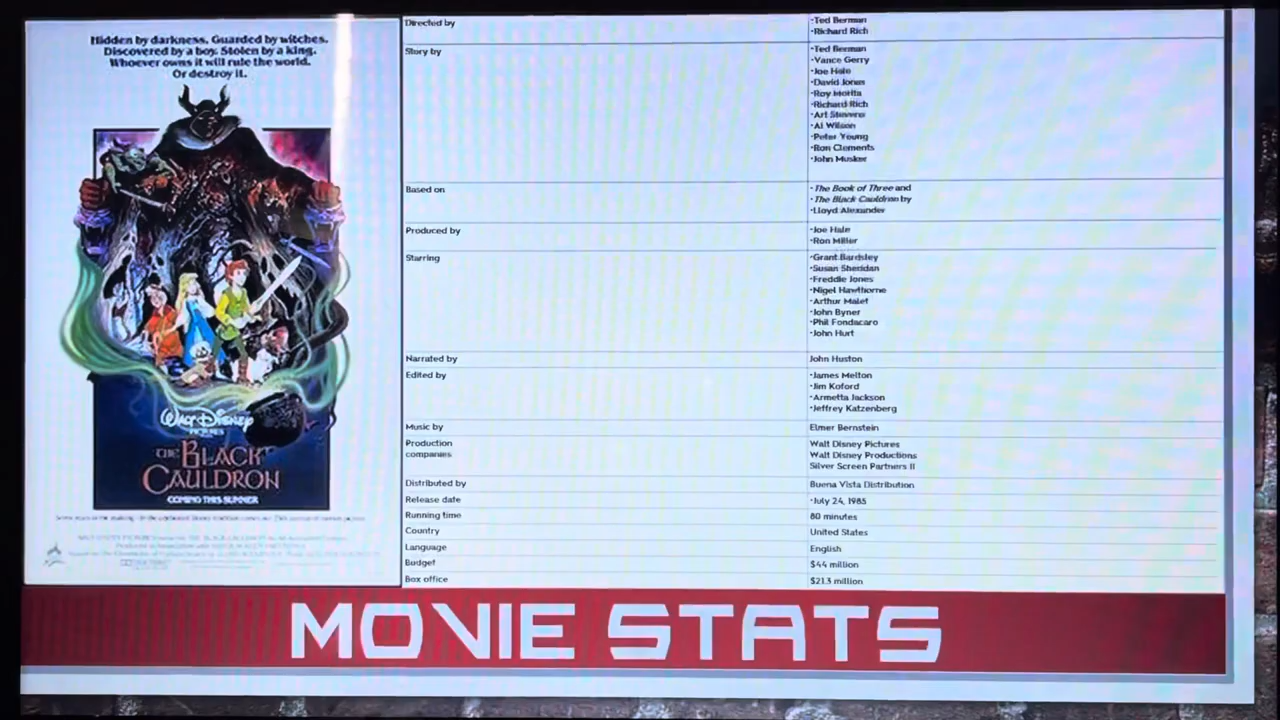 Hidden by darkness. Guarded by witches.
Discovered by a boy. Stolen by a king.
Whoever owns it will rule the world.
Or destroy it.
WALT DISNEY
PICTURES
THE BLACK
CAULDRON
COMING THIS SUMMER
Directed by
•Ted Berman
•Richard Rich
Story by
•Ted Berman
•Vance Gerry
•Joe Hale
•David Jonas
•Roy Morita
•Richard Rich
•Art Stevens
•Al Wilson
•Peter Young
•Ron Clements
•John Musker
Based on
•The Book of Three and
•The Black Cauldron by
•Lloyd Alexander
Produced by
•Joe Hale
•Ron Miller
Starring
•Grant Bardsley
•Susan Sheridan
•Freddie Jones
•Nigel Hawthorne
•Arthur Malet
•John Byner
•Phil Fondacaro
•John Hurt
Narrated by
John Huston
Edited by
•James Melton
•Jim Koford
•Armetta Jackson
•Jeffrey Katzenberg
Music by
Elmer Bernstein
Production
companies
Walt Disney Pictures
Walt Disney Productions
Silver Screen Partners II
Distributed by
Buena Vista Distribution
Release date
•July 24, 1985
Running time
80 minutes
Country
United States
Language
English
Budget
$44 million
Box office
$21.3 million
MOVIE STATS